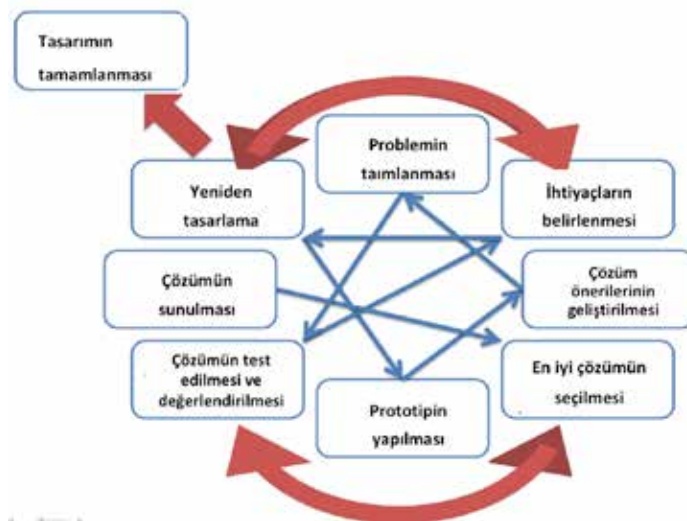 Tasarımın
tamamlanması
Problemin
taımlanması
Yeniden
tasarlama
İhtiyaçların
belirlenmesi
Çözümün
sunulması
Çözüm
önerilerinin
geliştirilmesi
Çözümün test
edilmesi ve
değerlendirilmesi
Prototipin
yapılması
En iyi çözümün
seçilmesi